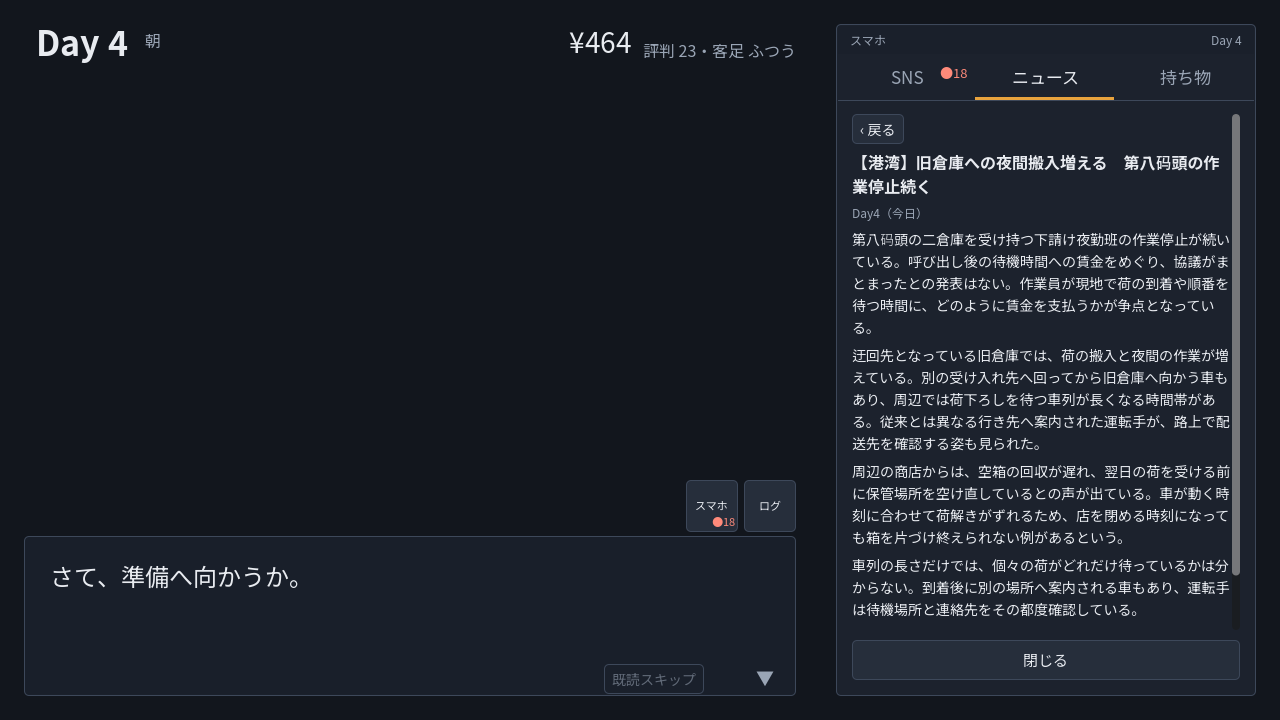 Day 4 朝
¥464 評判 23・客足 ふつう
スマホ Day 4
SNS 18 ニュース 持ち物
‹ 戻る
【港湾】旧倉庫への夜間搬入増える　第八码頭の作
業停止続く
Day4（今日）
第八码頭の二倉庫を受け持つ下請け夜勤班の作業停止が続い
ている。呼び出し後の待機時間への賃金をめぐり、協議がま
とまったとの発表はない。作業員が現地で荷の到着や順番を
待つ時間に、どのように賃金を支払うかが争点となってい
る。
迂回先となっている旧倉庫では、荷の搬入と夜間の作業が増
えている。別の受け入れ先へ回ってから旧倉庫へ向かう車も
あり、周辺では荷下ろしを待つ車列が長くなる時間帯があ
る。従来とは異なる行き先へ案内された運転手が、路上で配
送先を確認する姿も見られた。
周辺の商店からは、空箱の回収が遅れ、翌日の荷を受ける前
に保管場所を空け直しているとの声が出ている。車が動く時
刻に合わせて荷解きがずれるため、店を閉める時刻になって
も箱を片づけ終えられない例があるという。
車列の長さだけでは、個々の荷がどれだけ待っているかは分
からない。到着後に別の場所へ案内される車もあり、運転手
は待機場所と連絡先をその都度確認している。
閉じる
スマホ 18 ログ
さて、準備へ向かうか。
既読スキップ ▼